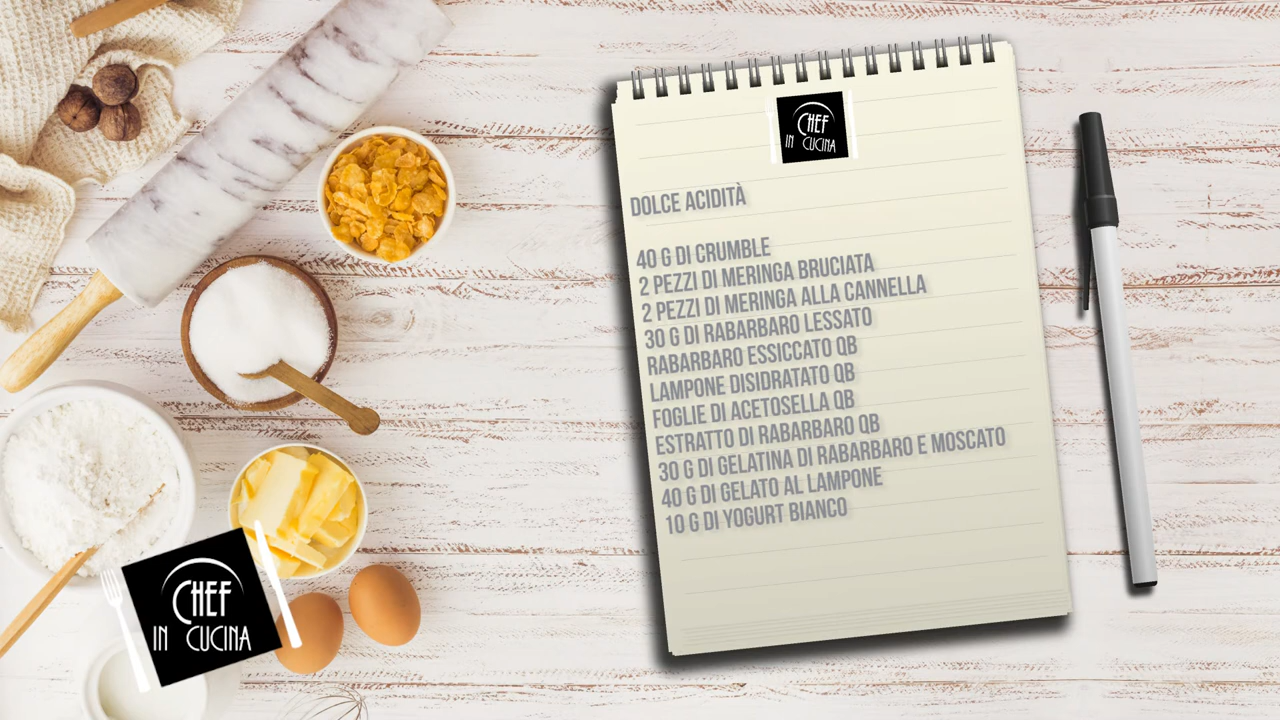 CHEF
IN CUCINA
DOLCE ACIDITÀ
40 G DI CRUMBLE
2 PEZZI DI MERINGA BRUCIATA
2 PEZZI DI MERINGA ALLA CANNELLA
30 G DI RABARBARO LESSATO
RABARBARO ESSICCATO QB
LAMPONE DISIDRATATO QB
FOGLIE DI ACETOSELLA QB
ESTRATTO DI RABARBARO QB
30 G DI GELATINA DI RABARBARO E MOSCATO
40 G DI GELATO AL LAMPONE
10 G DI YOGURT BIANCO
CHEF
IN CUCINA